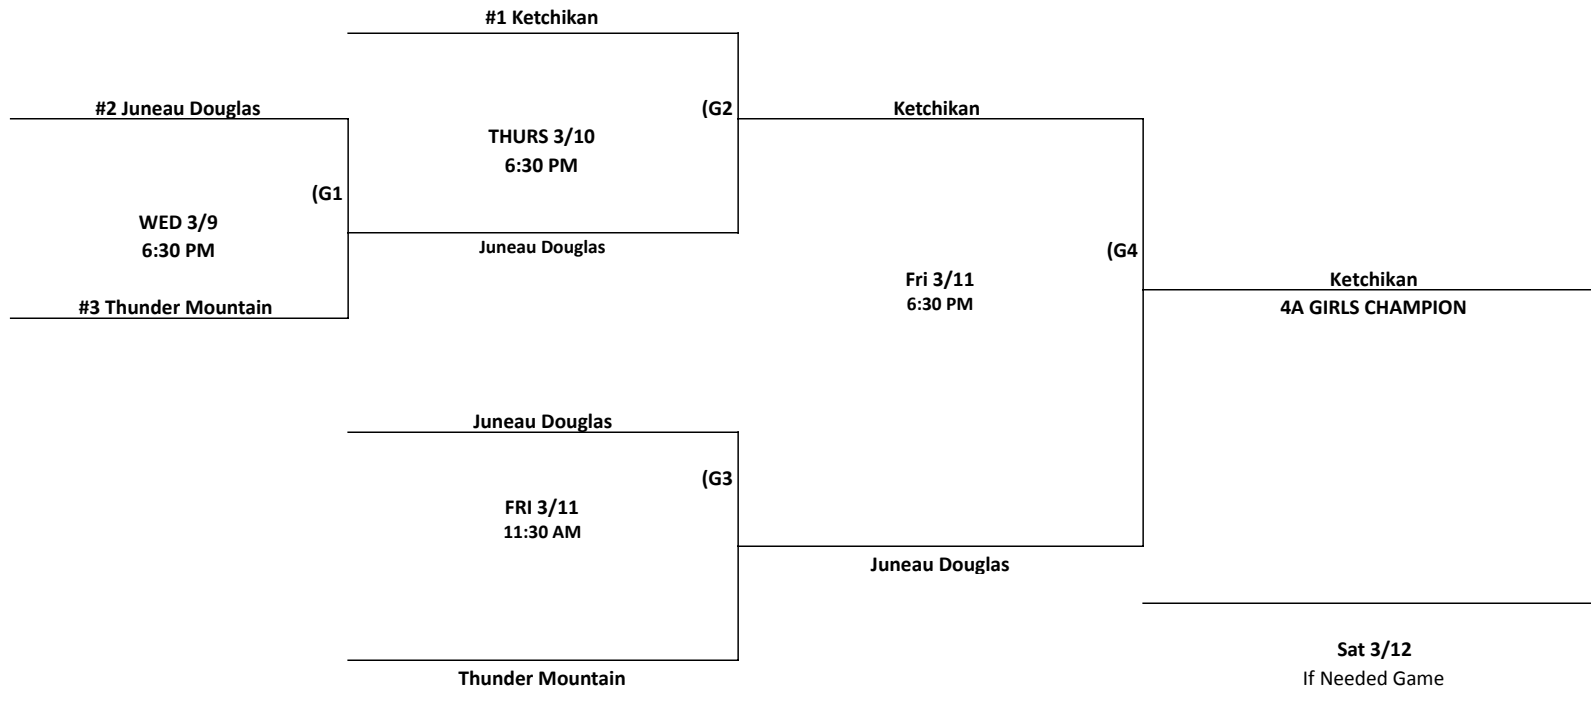 #1 Ketchikan
#2 Juneau Douglas
(G2
Ketchikan
THURS 3/10
6:30 PM
(G1
WED 3/9
6:30 PM
Juneau Douglas
(G4
Fri 3/11
6:30 PM
Ketchikan
#3 Thunder Mountain
4A GIRLS CHAMPION
Juneau Douglas
(G3
FRI 3/11
11:30 AM
Juneau Douglas
Sat 3/12
If Needed Game
Thunder Mountain